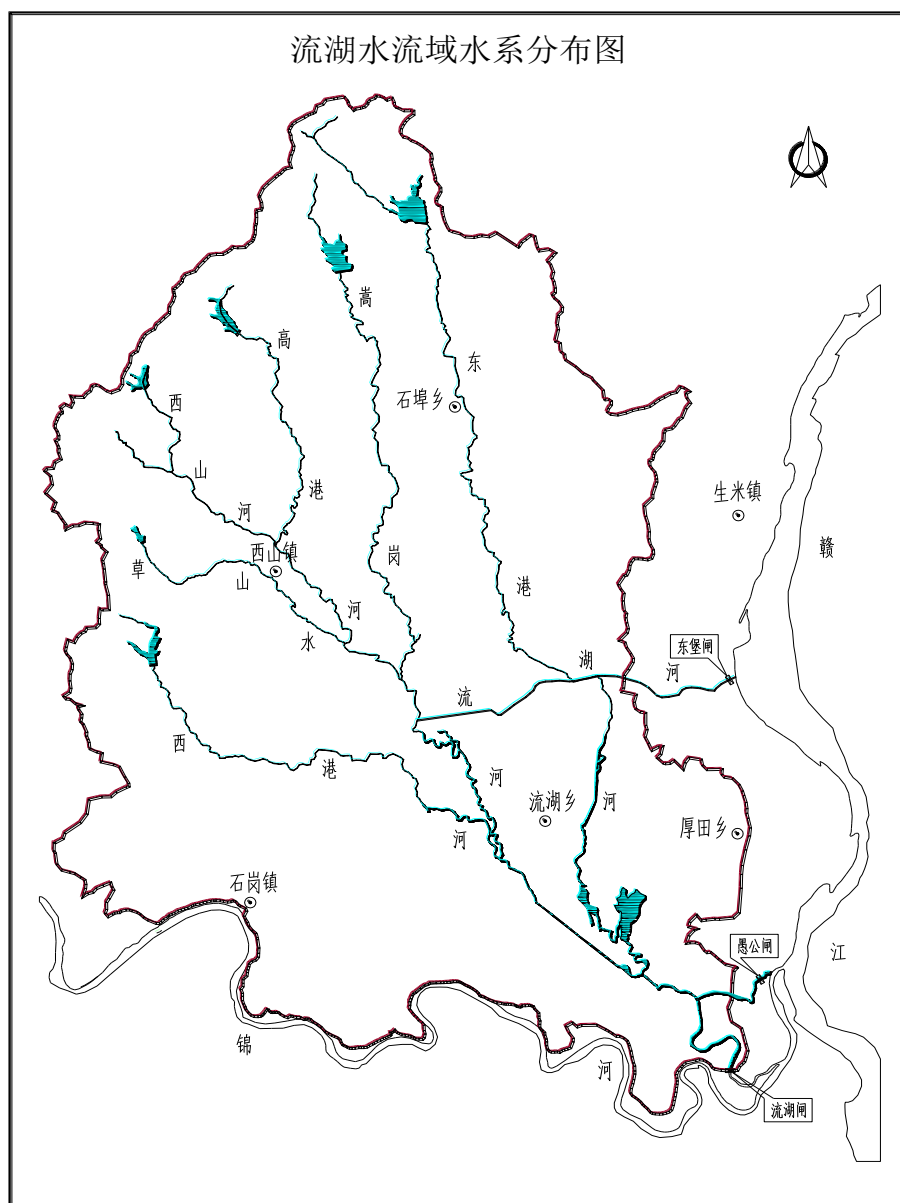 流湖水流域水系分布图
嵩
高
东
石埠乡
西
山
港
河
生米镇
赣
西山镇
岗
草
山
港
河
水
湖
东堡闸
河
流
西
港
河
流湖乡
河
厚田乡
河
石岗镇
愚公闸
江
锦
河
流湖闸